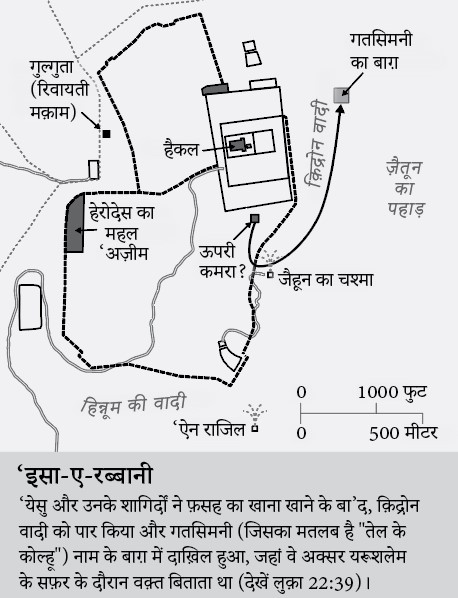 गतसिमनी
का बाग़
गुल्गुता
(रिवायती
मक़ाम)
हैकल
क़िद्रोन वादी
ज़ैतून
का
पहाड़
हेरोदेस का
महल
‘अज़ीम
ऊपरी
कमरा?
जैहून का चश्मा
हिन्नूम की वादी
‘ऐन राजिल
0 1000 फुट
0 500 मीटर
‘इसा-ए-रब्बानी
‘येसु और उनके शागिर्दों ने फ़सह का खाना खाने के बा’द, क़िद्रोन
वादी को पार किया और गतसिमनी (जिसका मतलब है "तेल के
कोल्हू") नाम के बाग़ में दाख़िल हुआ, जहां वे अक्सर यरूशलेम
के सफ़र के दौरान वक़्त बिताता था (देखें लुक़ा 22:39)।